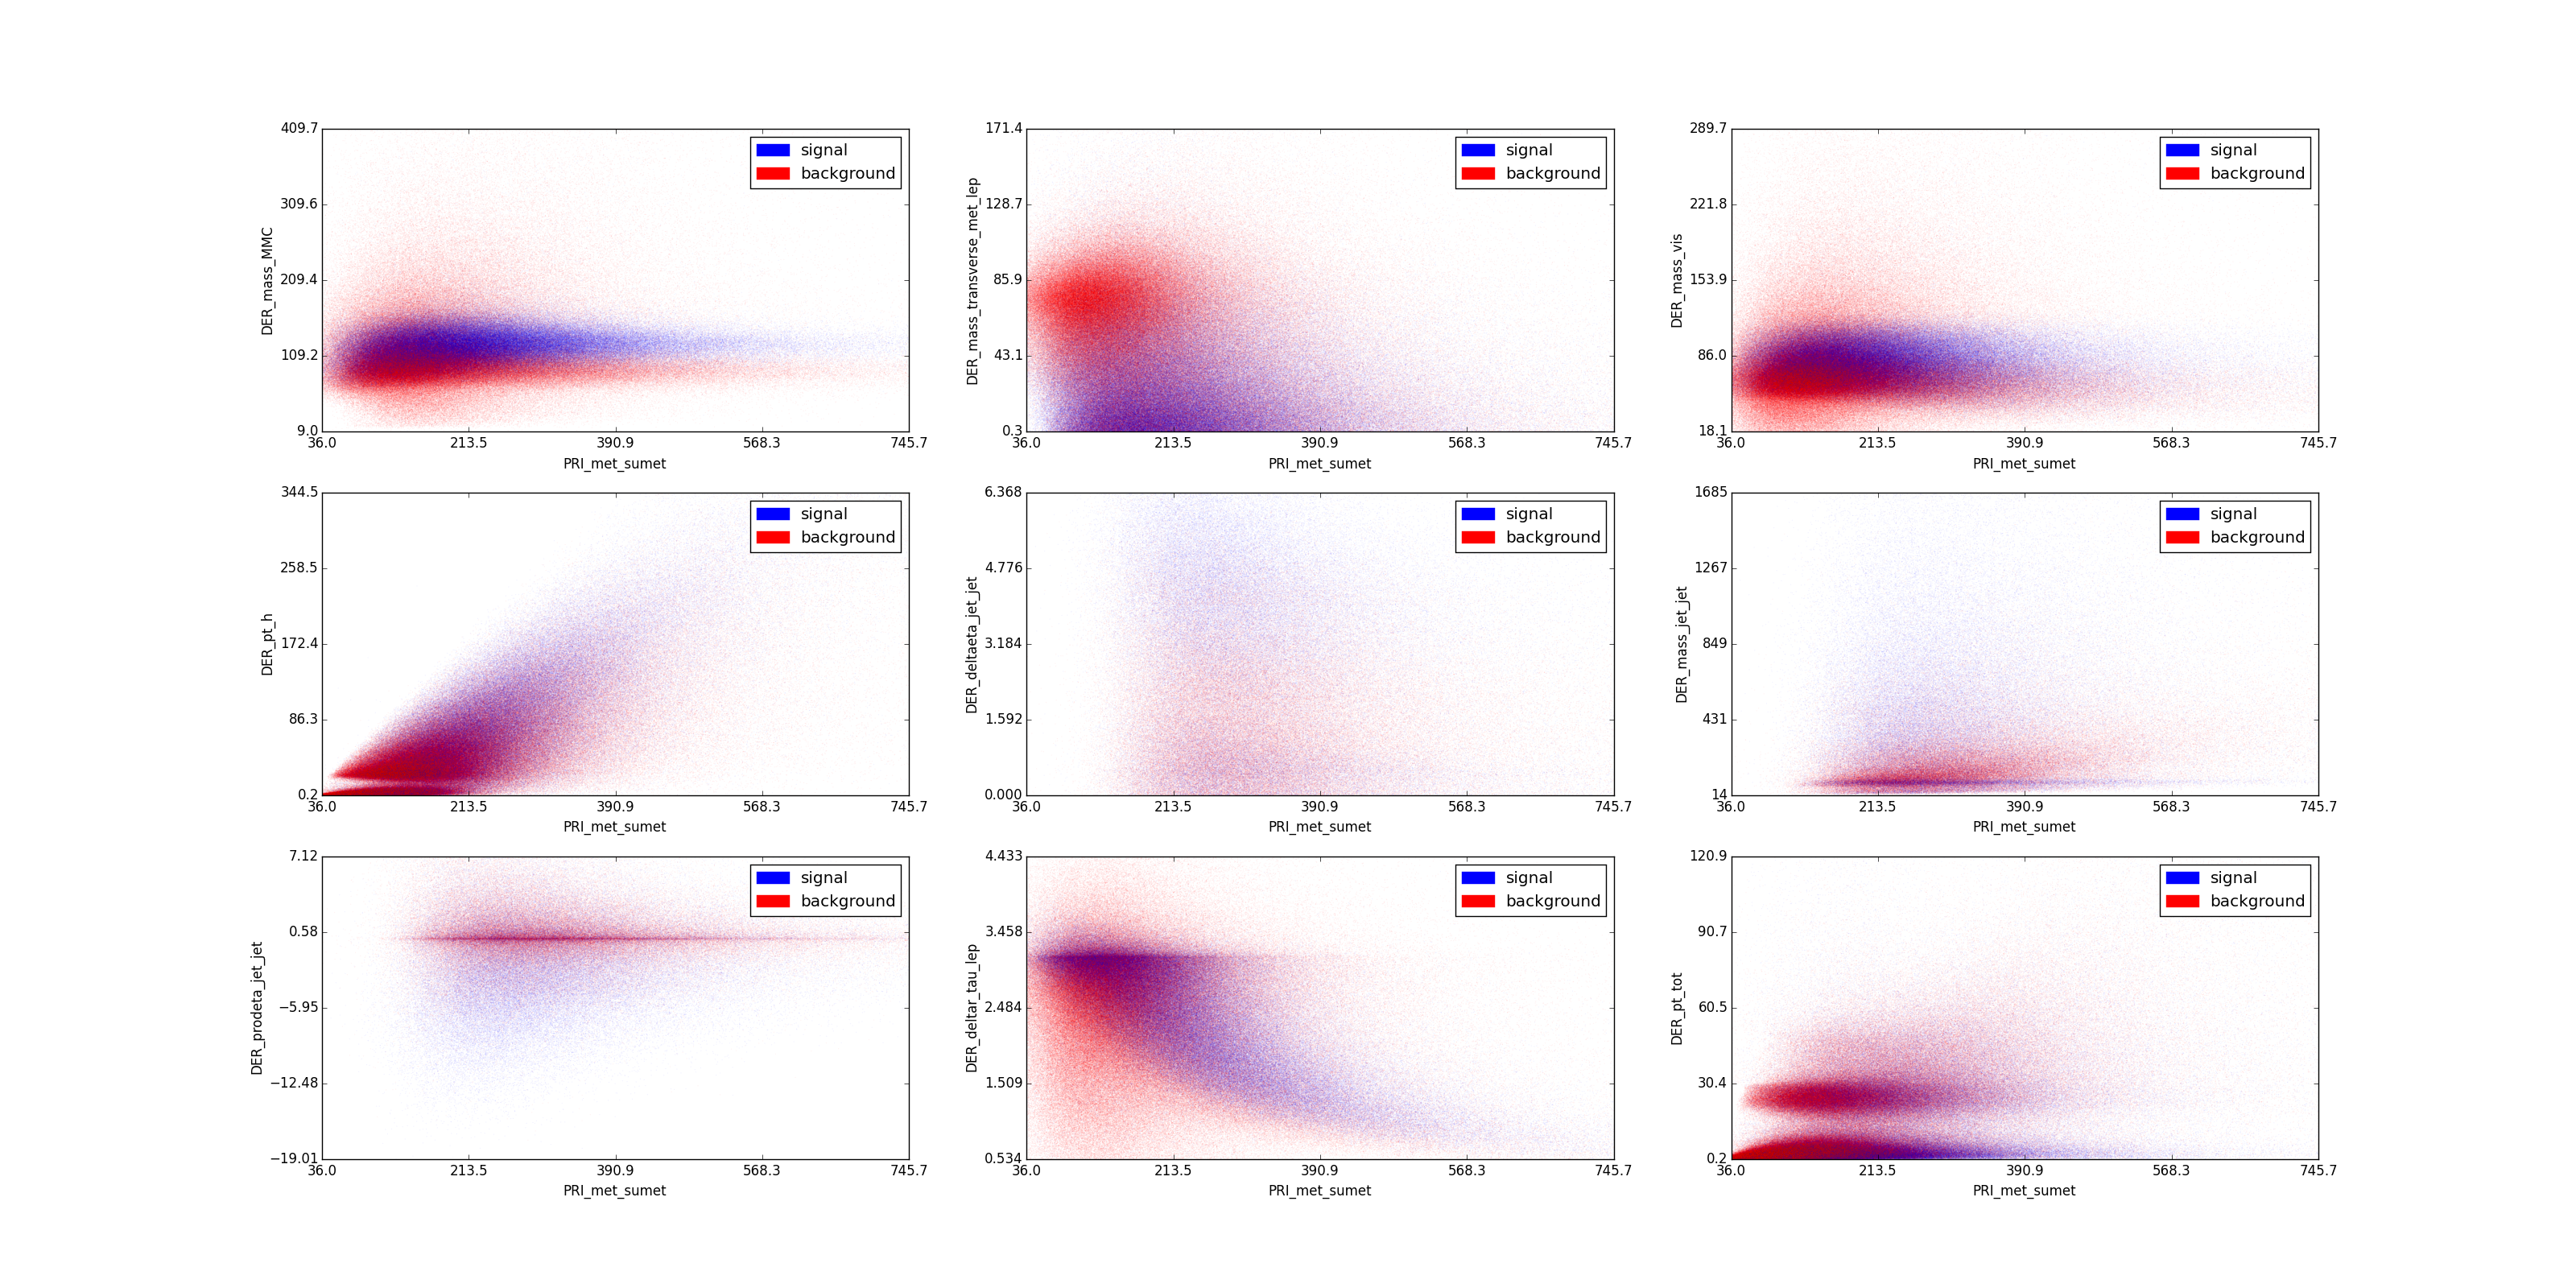 409.7
309.6
209.4
109.2
9.0
DER_mass_MMC
signal
background
36.0 213.5 390.9 568.3 745.7
PRI_met_sumet
171.4
128.7
85.9
43.1
0.3
DER_mass_transverse_met_lep
signal
background
36.0 213.5 390.9 568.3 745.7
PRI_met_sumet
289.7
221.8
153.9
86.0
18.1
DER_mass_vis
signal
background
36.0 213.5 390.9 568.3 745.7
PRI_met_sumet
344.5
258.5
172.4
86.3
0.2
DER_pt_h
signal
background
36.0 213.5 390.9 568.3 745.7
PRI_met_sumet
6.368
4.776
3.184
1.592
0.000
DER_deltaeta_jet_jet
signal
background
36.0 213.5 390.9 568.3 745.7
PRI_met_sumet
1685
1267
849
431
14
DER_mass_jet_jet
signal
background
36.0 213.5 390.9 568.3 745.7
PRI_met_sumet
7.12
0.58
−5.95
−12.48
−19.01
DER_prodeta_jet_jet
signal
background
36.0 213.5 390.9 568.3 745.7
PRI_met_sumet
4.433
3.458
2.484
1.509
0.534
DER_deltar_tau_lep
signal
background
36.0 213.5 390.9 568.3 745.7
PRI_met_sumet
120.9
90.7
60.5
30.4
0.2
DER_pt_tot
signal
background
36.0 213.5 390.9 568.3 745.7
PRI_met_sumet